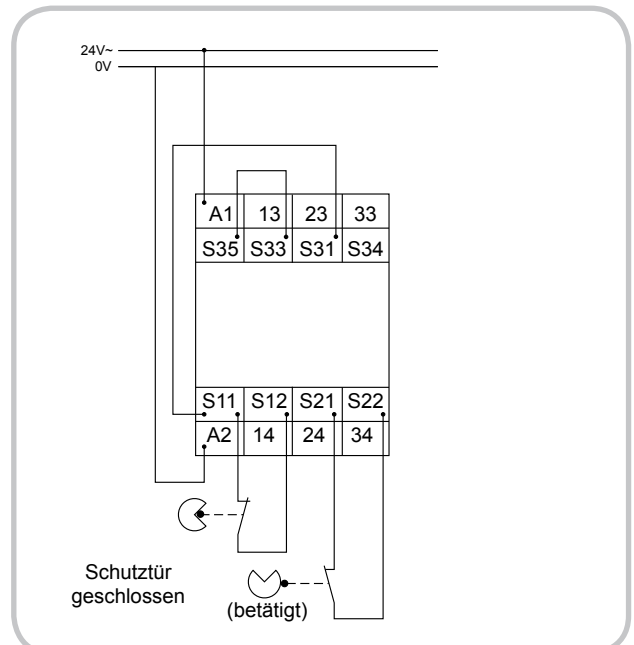 24V~
0V
A1 13 23 33
S35 S33 S31 S34
S11 S12 S21 S22
A2 14 24 34
Schutztür
geschlossen
(betätigt)